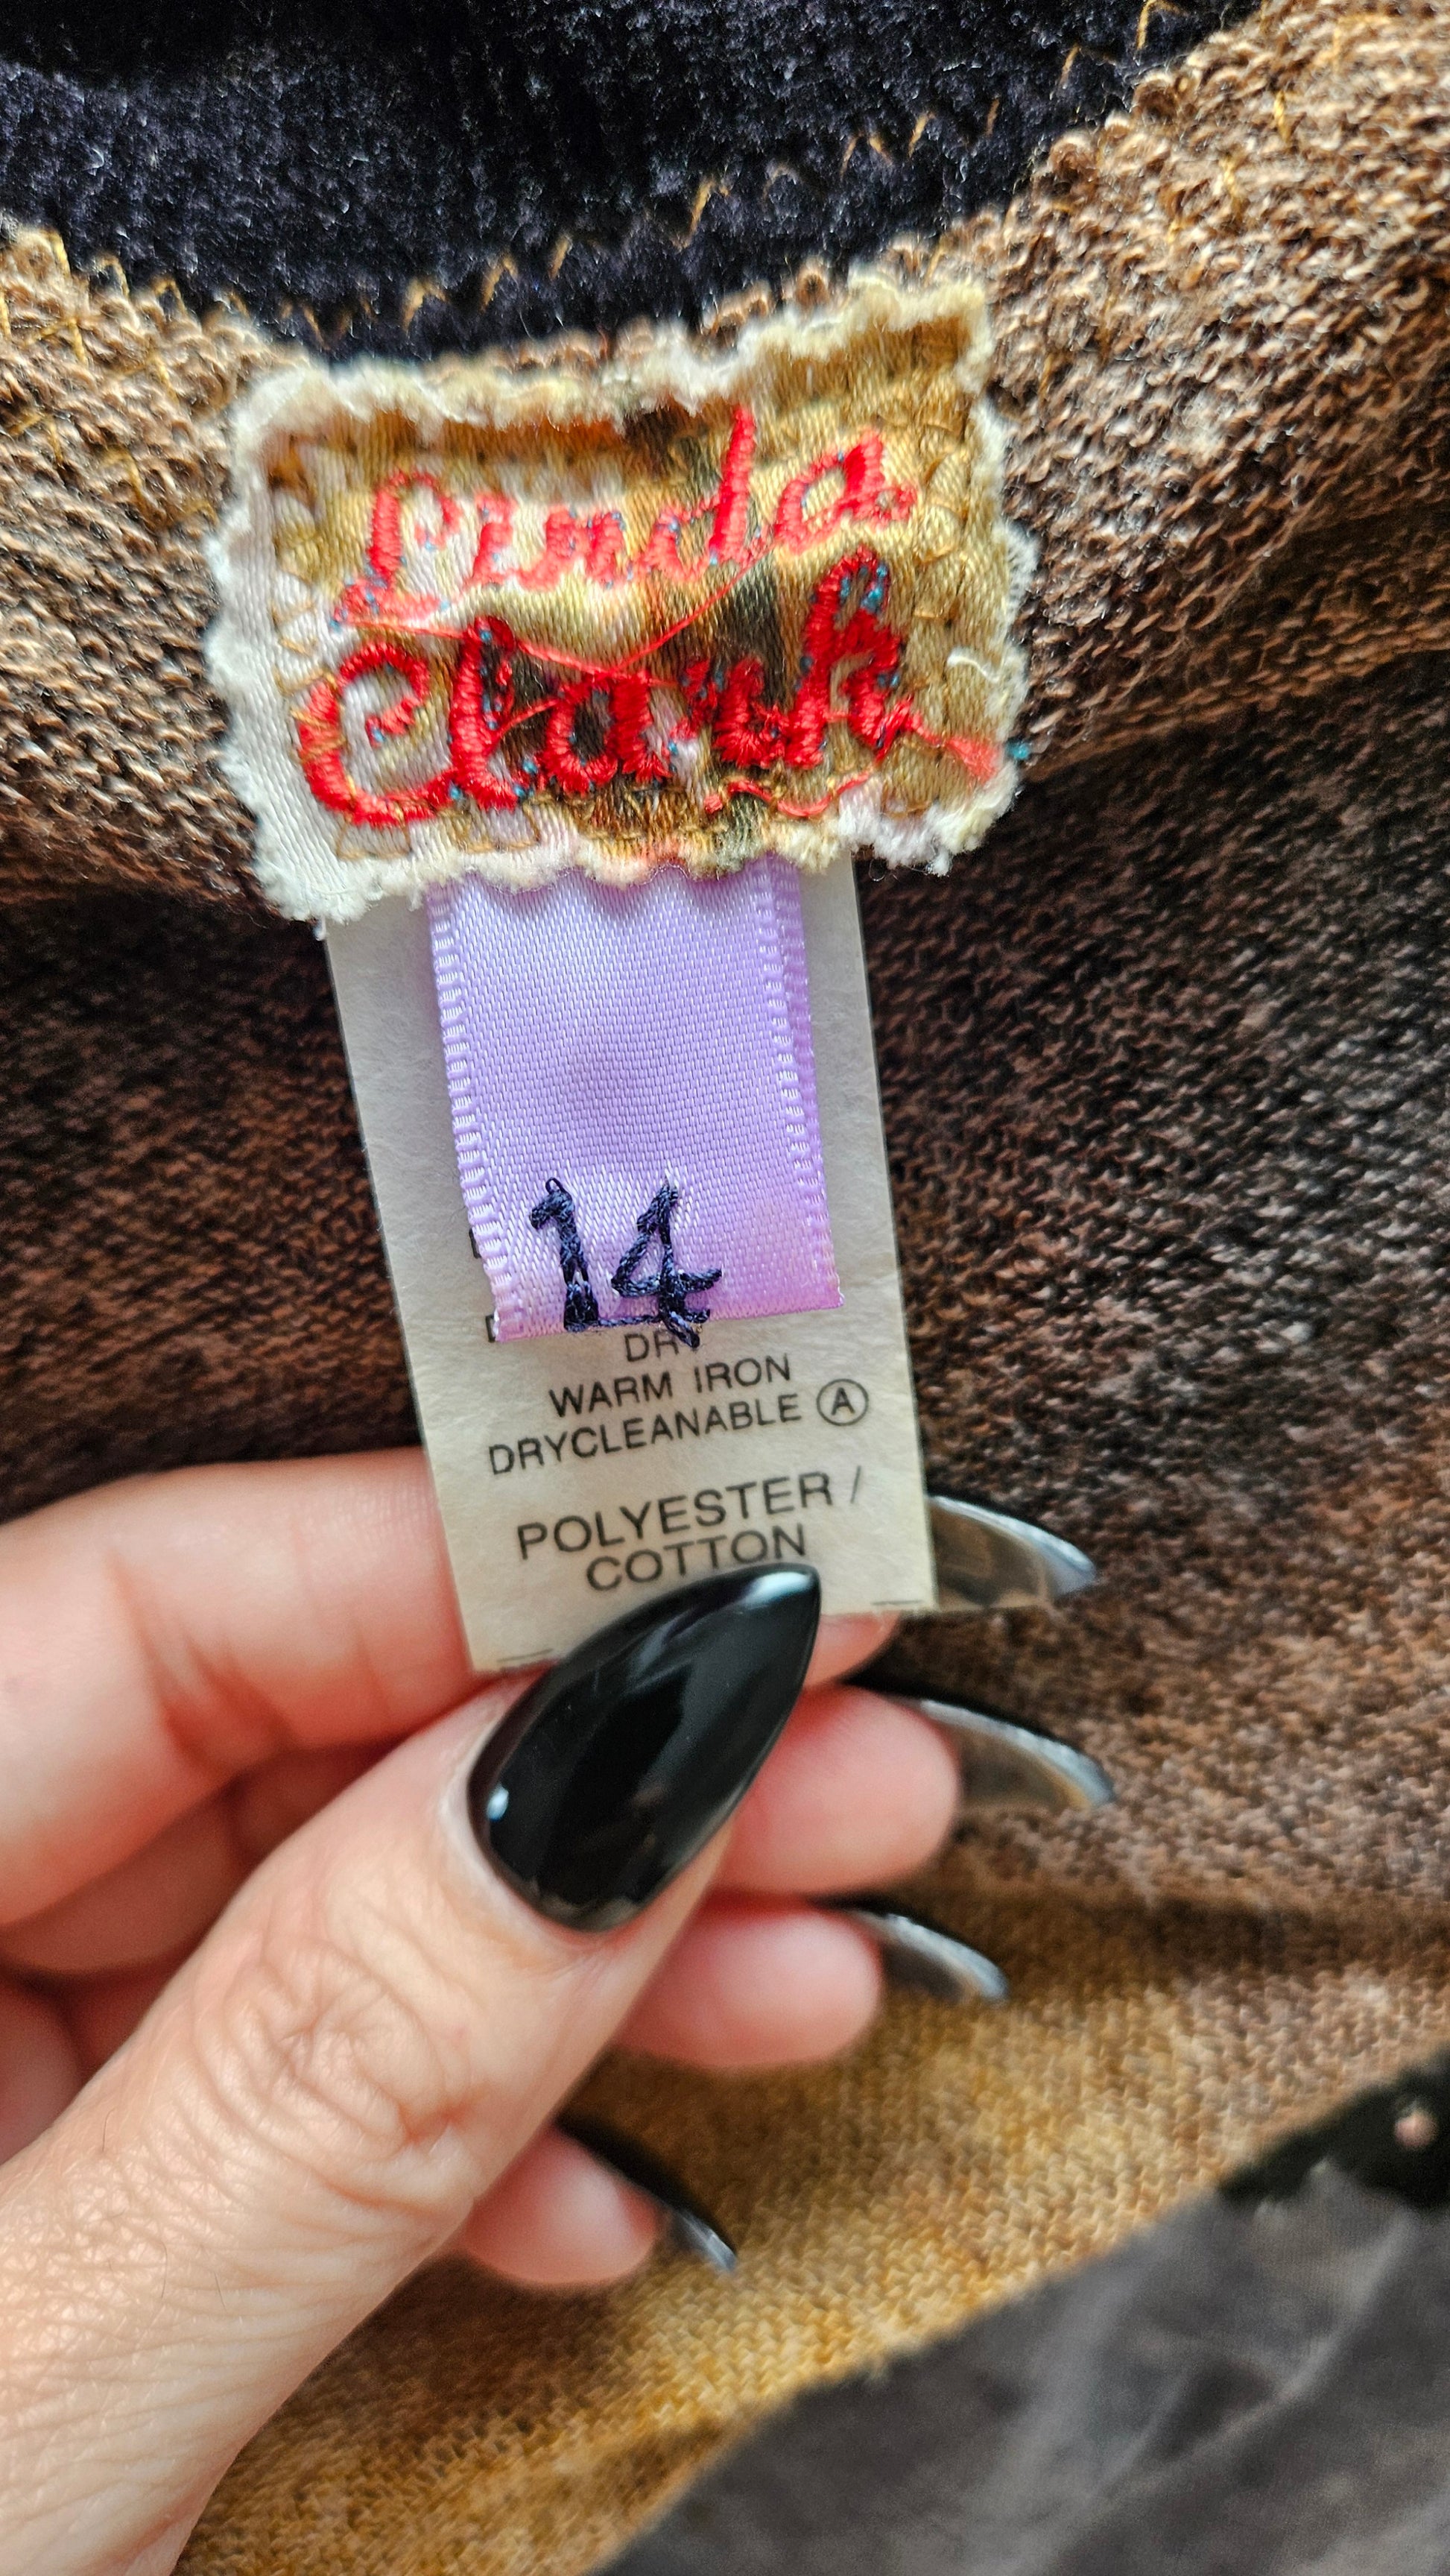 Linda
Clark
14
DRY
WARM IRON
DRYCLEANABLE Ⓐ
POLYESTER /
COTTON